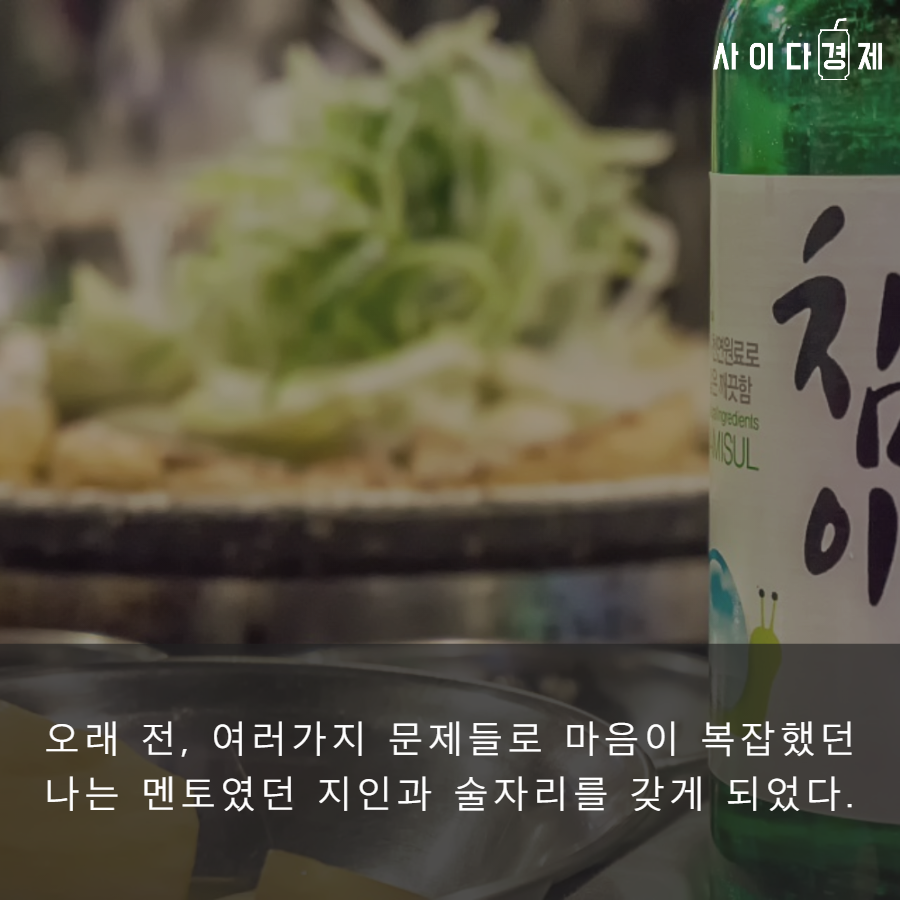 사이다경제
참
이
연원료로
깨끗함
Ingredients
MISUL
오래 전, 여러가지 문제들로 마음이 복잡했던
나는 멘토였던 지인과 술자리를 갖게 되었다.